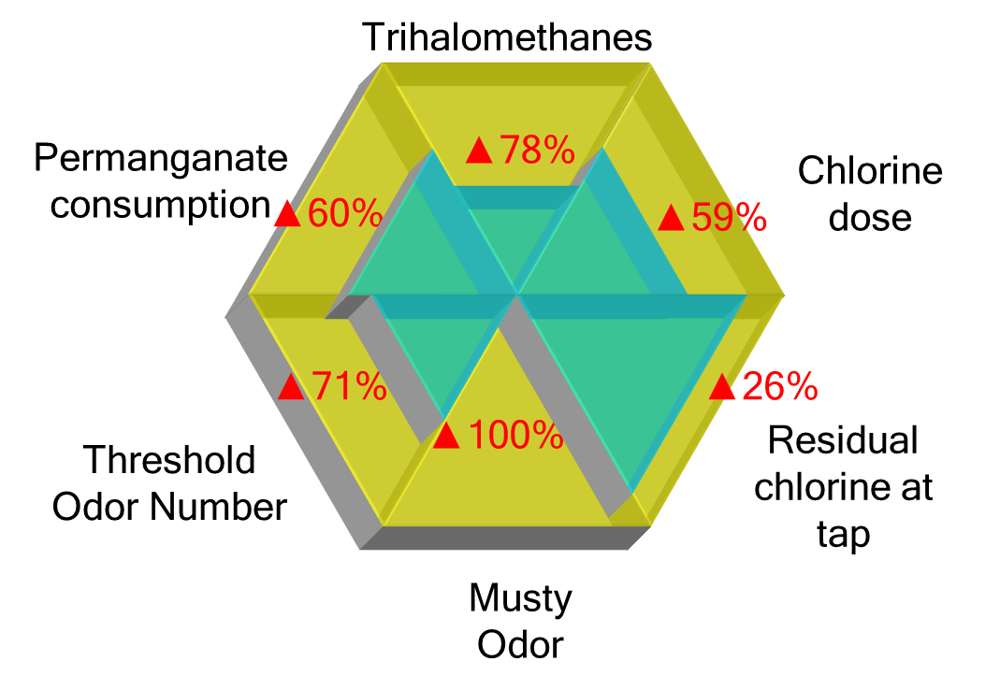 Trihalomethanes
▲78%
Permanganate
consumption
▲60%
Chlorine
dose
▲59%
▲71%
▲26%
▲100%
Threshold
Odor Number
Residual
chlorine at
tap
Musty
Odor